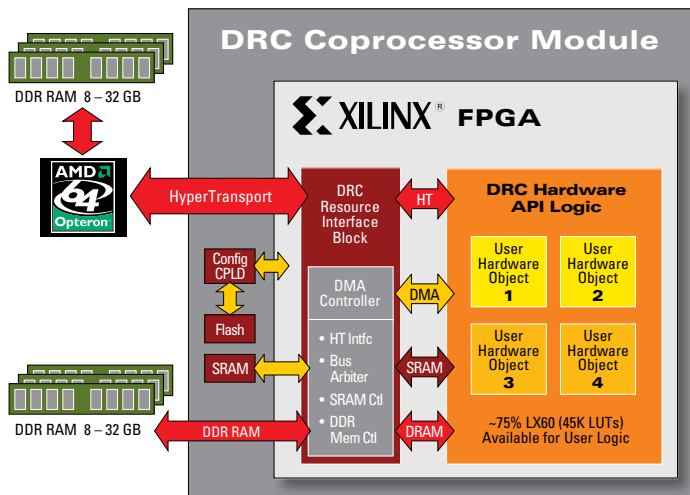 DRC Coprocessor Module
DDR RAM 8 – 32 GB
XILINX® FPGA
AMD
64
Opteron
HyperTransport
DRC
Resource
Interface
Block
HT
DRC Hardware
API Logic
Config
CPLD
Flash
SRAM
DMA
Controller
• HT Intfc
• Bus
Arbiter
• SRAM Ctl
• DDR
Mem Ctl
DMA
SRAM
DRAM
User
Hardware
Object
1
User
Hardware
Object
2
User
Hardware
Object
3
User
Hardware
Object
4
~75% LX60 (45K LUTs)
Available for User Logic
DDR RAM 8 – 32 GB
DDR RAM